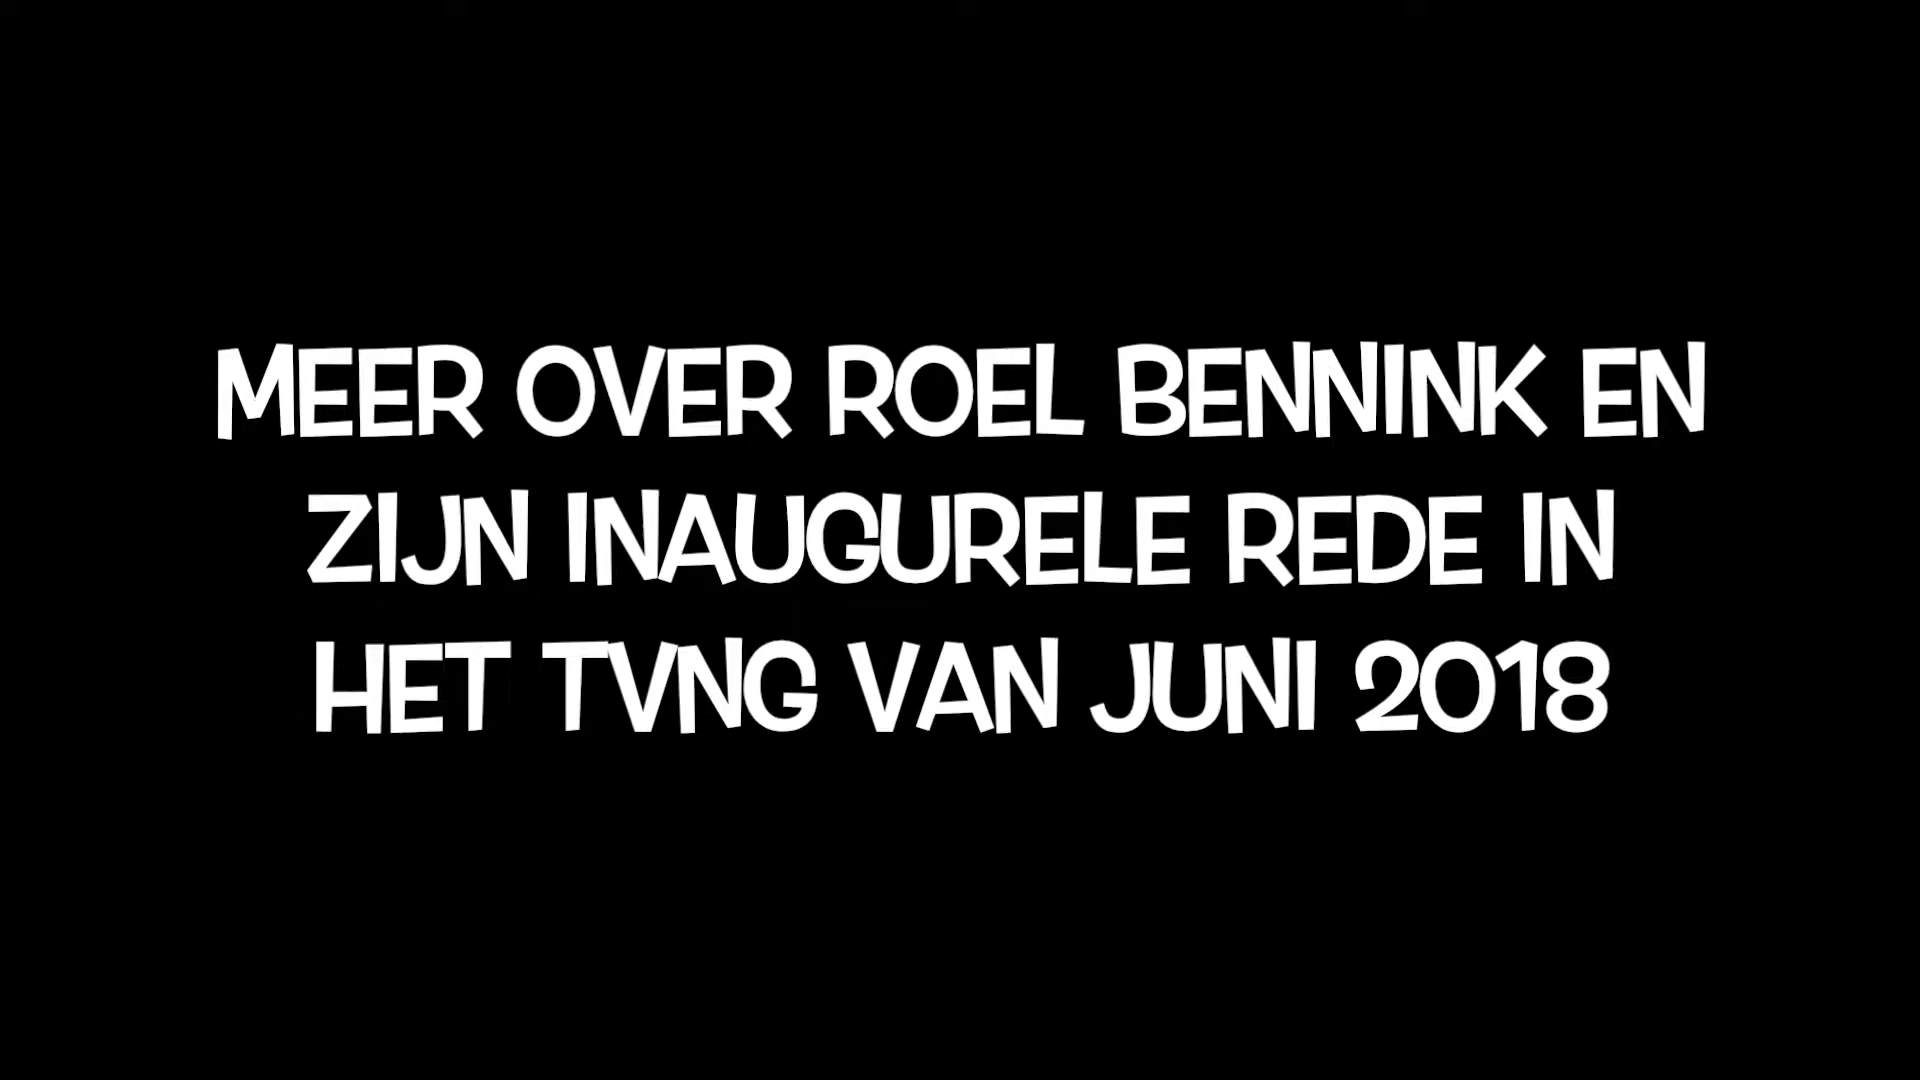 MEER OVER ROEL BENNINK EN
ZIJN INAUGURELE REDE IN
HET TVNG VAN JUNI 2018